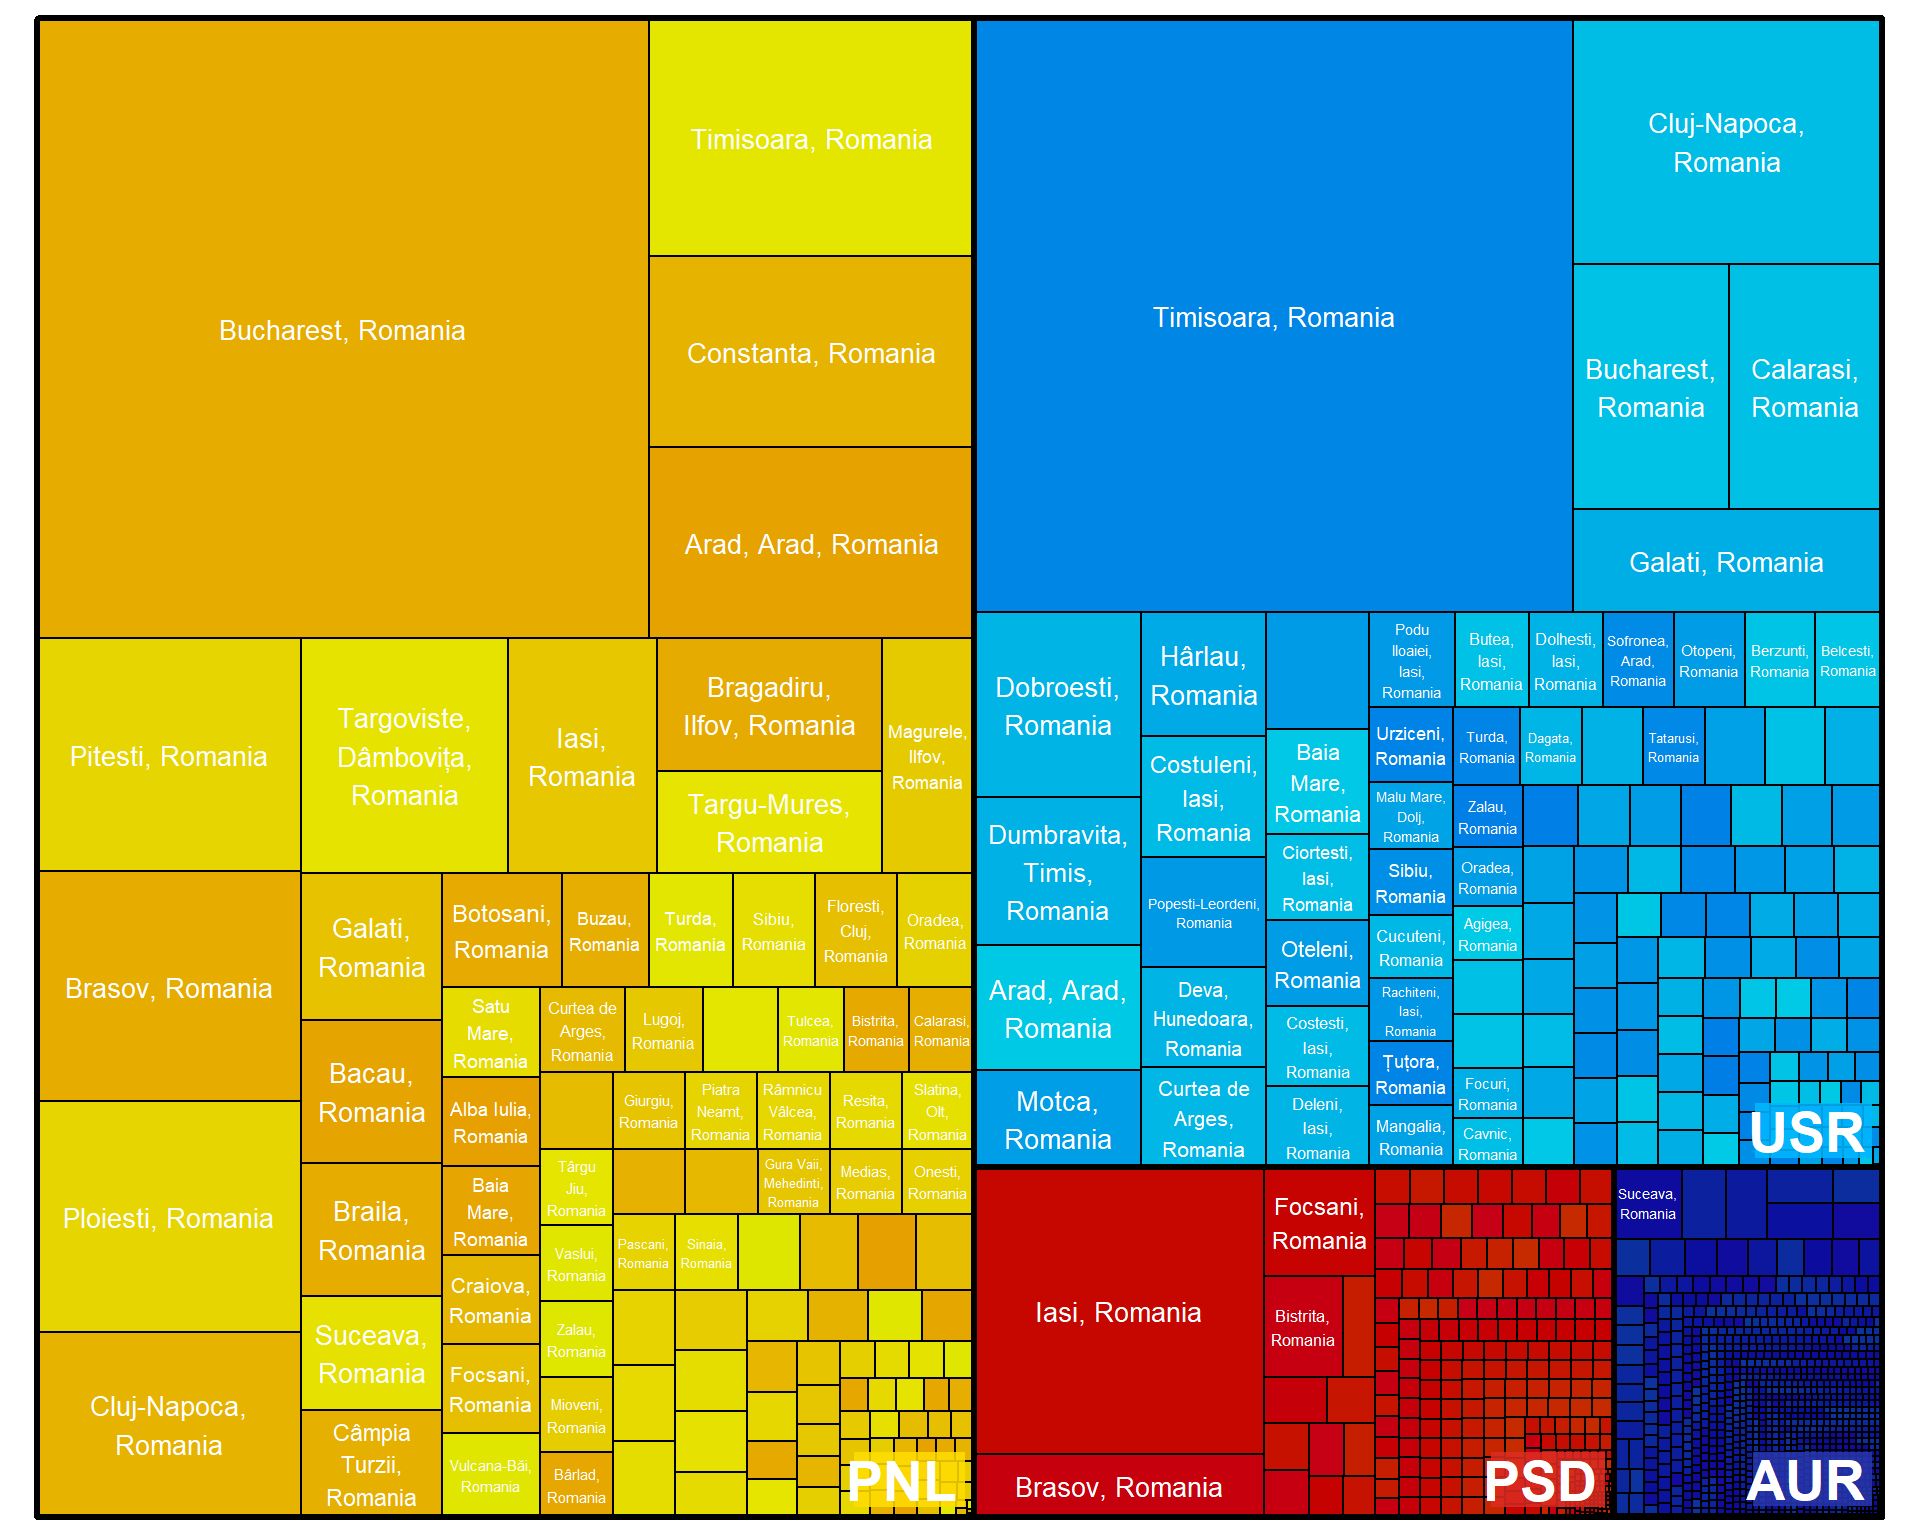 Bucharest, Romania
Timisoara, Romania
Constanta, Romania
Arad, Arad, Romania
Pitesti, Romania
Brasov, Romania
Ploiesti, Romania
Cluj-Napoca,
Romania
Targoviste,
Dâmbovița,
Romania
Iasi,
Romania
Bragadiru,
Ilfov, Romania
Targu-Mures,
Romania
Magurele,
Ilfov,
Romania
Galati,
Romania
Bacau,
Romania
Braila,
Romania
Suceava,
Romania
Câmpia
Turzii,
Romania
Botosani,
Romania
Buzau,
Romania
Turda,
Romania
Sibiu,
Romania
Floresti,
Cluj,
Romania
Oradea,
Romania
Satu
Mare,
Romania
Alba Iulia,
Romania
Baia
Mare,
Romania
Craiova,
Romania
Focsani,
Romania
Vulcana-Băi,
Romania
Curtea de
Arges,
Romania
Lugoj,
Romania
Tulcea,
Romania
Bistrita,
Romania
Calarasi,
Romania
Giurgiu,
Romania
Piatra
Neamt,
Romania
Râmnicu
Vâlcea,
Romania
Resita,
Romania
Slatina,
Olt,
Romania
Târgu
Jiu,
Romania
Vaslui,
Romania
Zalau,
Romania
Mioveni,
Romania
Bârlad,
Romania
Gura Vaii,
Mehedinti,
Romania
Medias,
Romania
Onesti,
Romania
Pascani,
Romania
Sinaia,
Romania
PNL
Timisoara, Romania
Cluj-Napoca,
Romania
Bucharest,
Romania
Calarasi,
Romania
Galati, Romania
Dobroesti,
Romania
Dumbravita,
Timis,
Romania
Arad, Arad,
Romania
Motca,
Romania
Hârlau,
Romania
Costuleni,
Iasi,
Romania
Popesti-Leordeni,
Romania
Deva,
Hunedoara,
Romania
Curtea de
Arges,
Romania
Baia
Mare,
Romania
Ciortesti,
Iasi,
Romania
Oteleni,
Romania
Costesti,
Iasi,
Romania
Deleni,
Iasi,
Romania
Podu
Iloaiei,
Iasi,
Romania
Urziceni,
Romania
Malu Mare,
Dolj,
Romania
Sibiu,
Romania
Cucuteni,
Romania
Rachiteni,
Iasi,
Romania
Țuțora,
Romania
Mangalia,
Romania
Butea,
Iasi,
Romania
Dolhesti,
Iasi,
Romania
Sofronea,
Arad,
Romania
Otopeni,
Romania
Berzunti,
Romania
Belcesti,
Romania
Turda,
Romania
Dagata,
Romania
Tatarusi,
Romania
Zalau,
Romania
Oradea,
Romania
Agigea,
Romania
Focuri,
Romania
Cavnic,
Romania
USR
Iasi, Romania
Brasov, Romania
Focsani,
Romania
Bistrita,
Romania
PSD
Suceava,
Romania
AUR